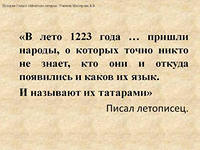 «В лето 1223 года … пришли
народы, о которых точно никто
не знает, кто они и откуда
появились и каков их язык.
И называют их татарами»
Писал летописец.